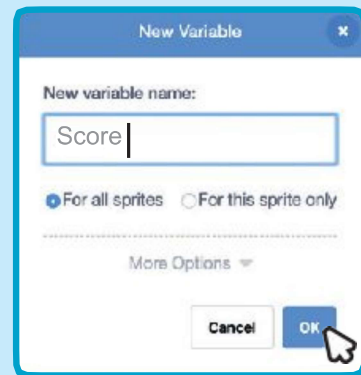 New Variable
New variable name:
Score
For all sprites For this sprite only
More Options
Cancel OK